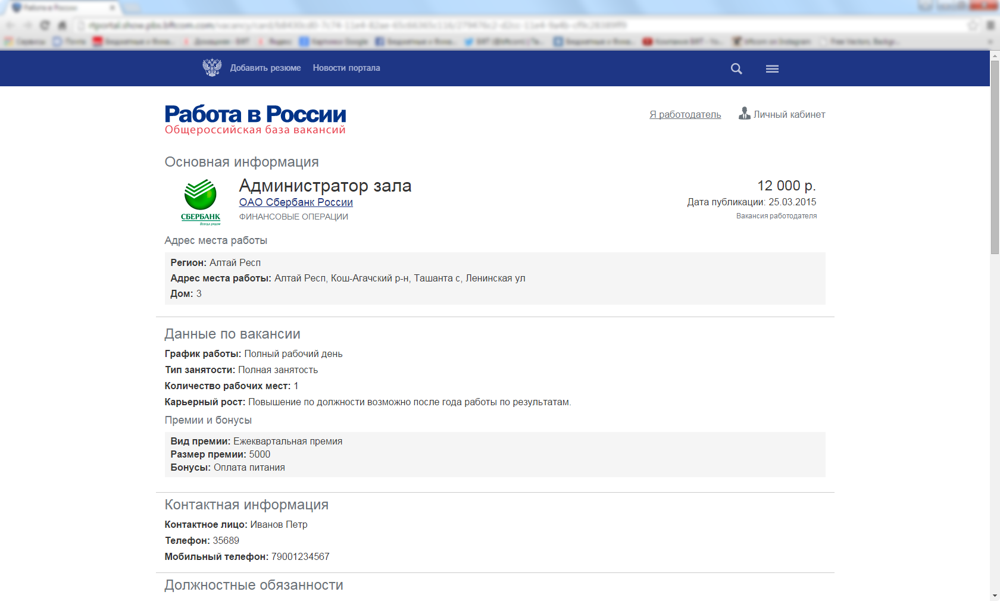 Добавить резюме Новости портала
Работа в России
Общероссийская база вакансий
Я работодатель Личный кабинет
Основная информация
СБЕРБАНК
Всегда рядом
Администратор зала
12 000 р.
ОАО Сбербанк России
Дата публикации: 25.03.2015
ФИНАНСОВЫЕ ОПЕРАЦИИ
Вакансия работодателя
Адрес места работы
Регион: Алтай Респ
Адрес места работы: Алтай Респ, Кош-Агачский р-н, Ташанта с, Ленинская ул
Дом: 3
Данные по вакансии
График работы: Полный рабочий день
Тип занятости: Полная занятость
Количество рабочих мест: 1
Карьерный рост: Повышение по должности возможно после года работы по результатам.
Премии и бонусы
Вид премии: Ежеквартальная премия
Размер премии: 5000
Бонусы: Оплата питания
Контактная информация
Контактное лицо: Иванов Петр
Телефон: 35689
Мобильный телефон: 79001234567
Должностные обязанности